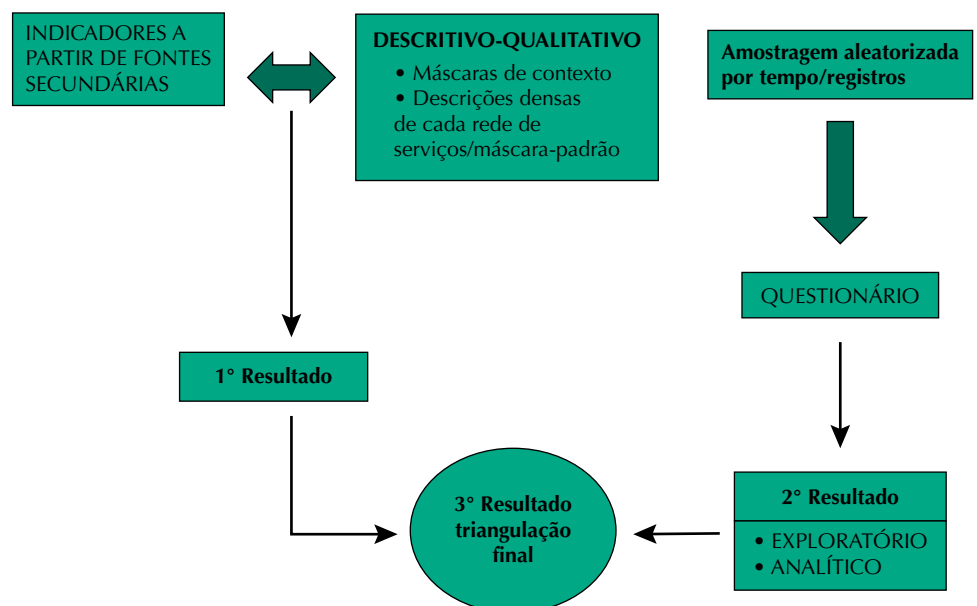 INDICADORES A
PARTIR DE FONTES
SECUNDÁRIAS
DESCRITIVO-QUALITATIVO
• Máscaras de contexto
• Descrições densas
de cada rede de
serviços/máscara-padrão
Amostragem aleatorizada
por tempo/registros
QUESTIONÁRIO
1° Resultado
2° Resultado
• EXPLORATÓRIO
• ANALÍTICO
3° Resultado
triangulação
final